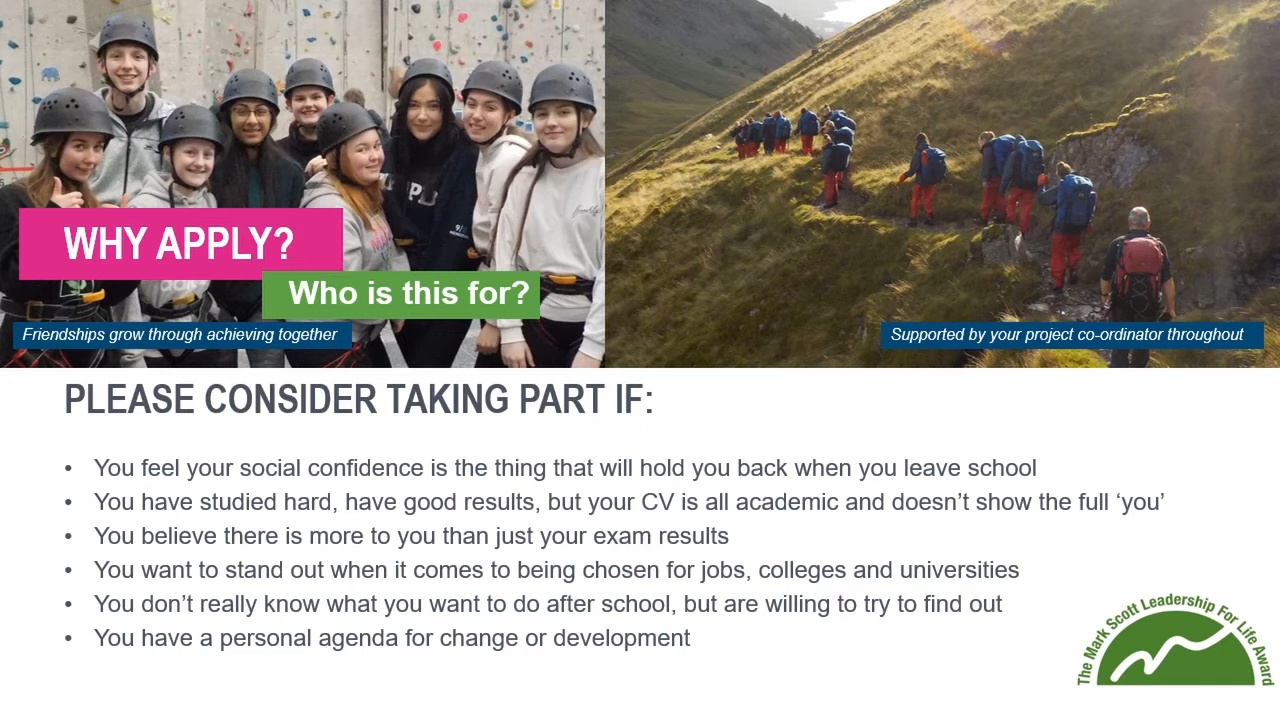 WHY APPLY?
Who is this for?
Friendships grow through achieving together
Supported by your project co-ordinator throughout
PLEASE CONSIDER TAKING PART IF:
• You feel your social confidence is the thing that will hold you back when you leave school
• You have studied hard, have good results, but your CV is all academic and doesn’t show the full ‘you’
• You believe there is more to you than just your exam results
• You want to stand out when it comes to being chosen for jobs, colleges and universities
• You don’t really know what you want to do after school, but are willing to try to find out
• You have a personal agenda for change or development
The Mark Scott Leadership For Life Award